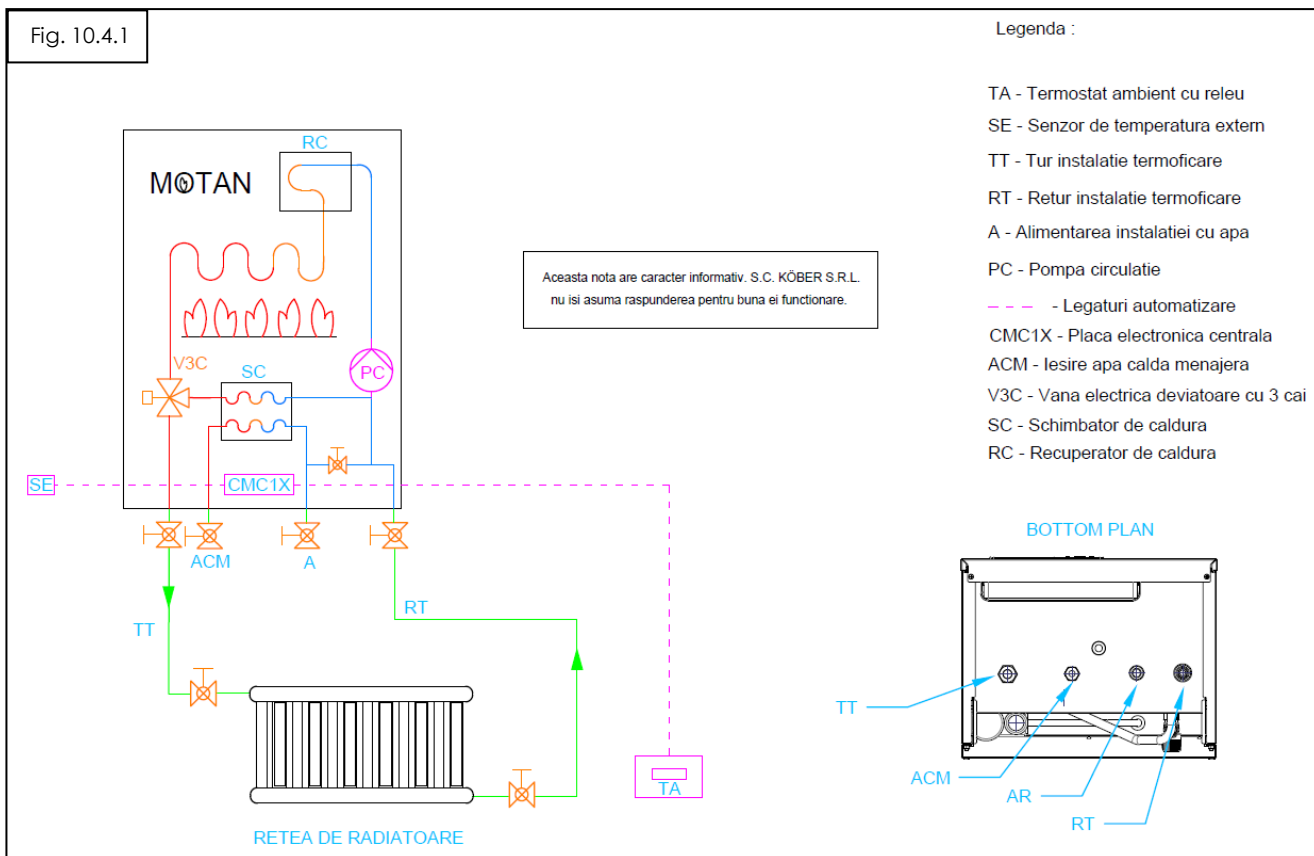 Fig. 10.4.1
Legenda :
TA - Termostat ambient cu releu
SE - Senzor de temperatura extern
TT - Tur instalatie termoficare
RT - Retur instalatie termoficare
A - Alimentarea instalatiei cu apa
PC - Pompa circulatie
- Legaturi automatizare
CMC1X - Placa electronica centrala
ACM - Iesire apa calda menajera
V3C - Vana electrica deviatoare cu 3 cai
SC - Schimbator de caldura
RC - Recuperator de caldura
RC
MOTAN
Aceasta nota are caracter informativ. S.C. KÖBER S.R.L.
nu isi asuma raspunderea pentru buna ei functionare.
V3C
SC
PC
SE
CMC1X
ACM
A
RT
TT
TA
RETEA DE RADIATOARE
BOTTOM PLAN
TT
ACM
AR
RT